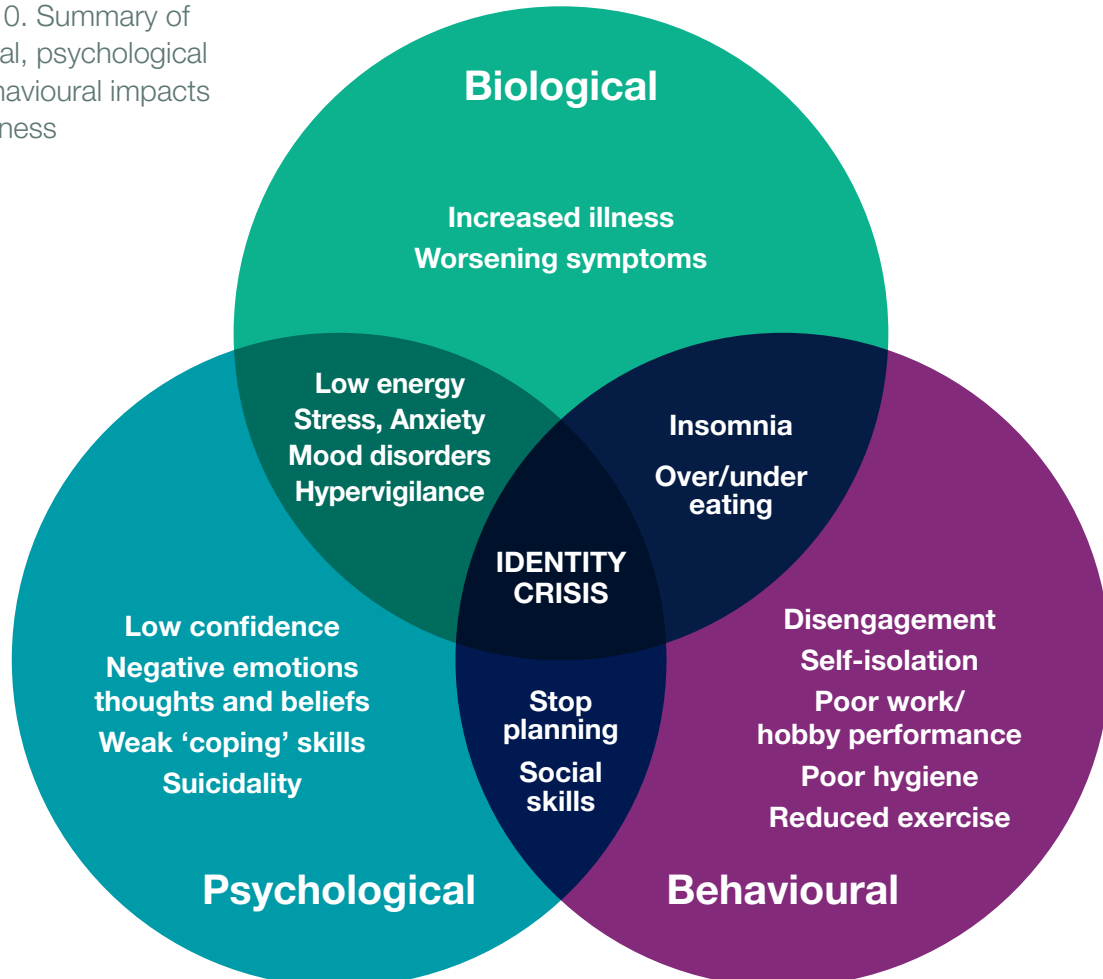 0. Summary of
al, psychological
havioural impacts
ness
Biological
Increased illness
Worsening symptoms
Low energy
Stress, Anxiety
Mood disorders
Hypervigilance
Insomnia
Over/under
eating
IDENTITY
CRISIS
Low confidence
Negative emotions
thoughts and beliefs
Weak ‘coping’ skills
Suicidality
Stop
planning
Social
skills
Disengagement
Self-isolation
Poor work/
hobby performance
Poor hygiene
Reduced exercise
Psychological
Behavioural